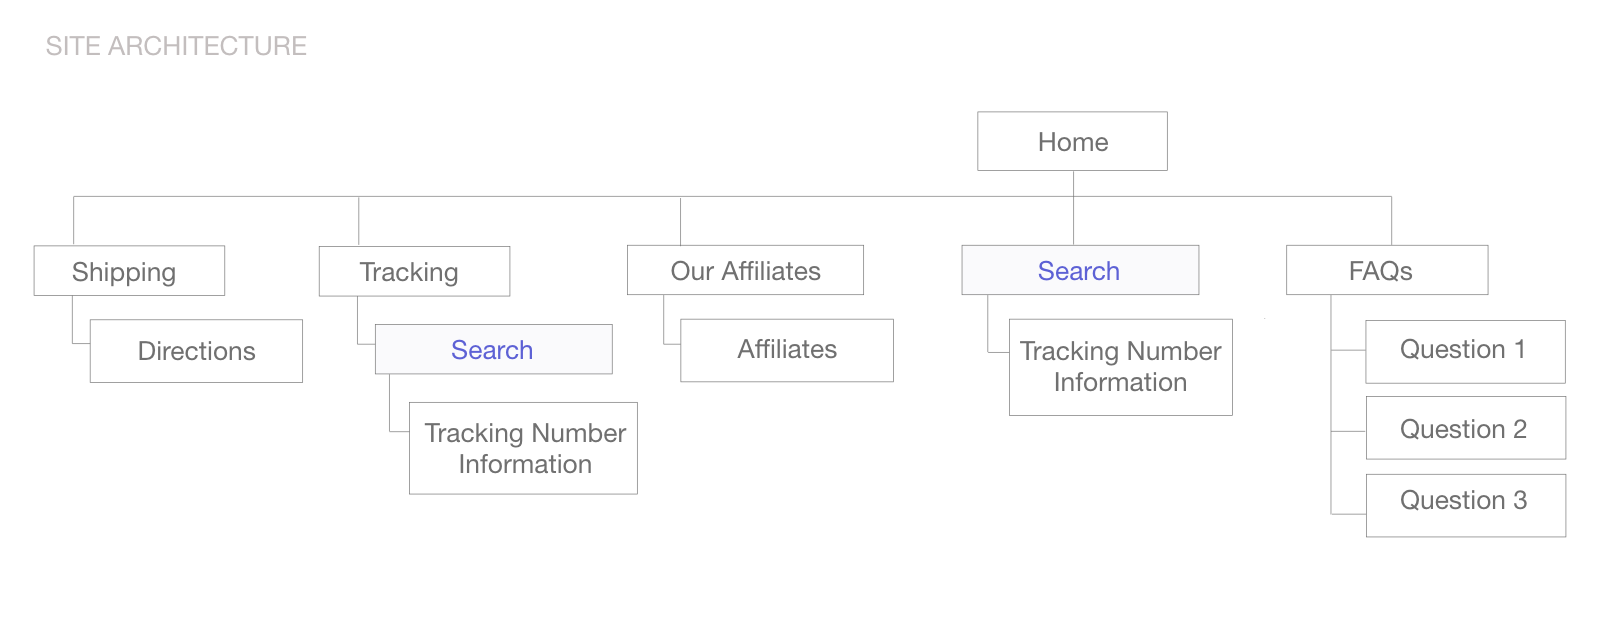 SITE ARCHITECTURE
Home
Shipping
Tracking
Our Affiliates
Search
FAQs
Directions
Search
Affiliates
Tracking Number
Information
Question 1
Question 2
Question 3
Tracking Number
Information